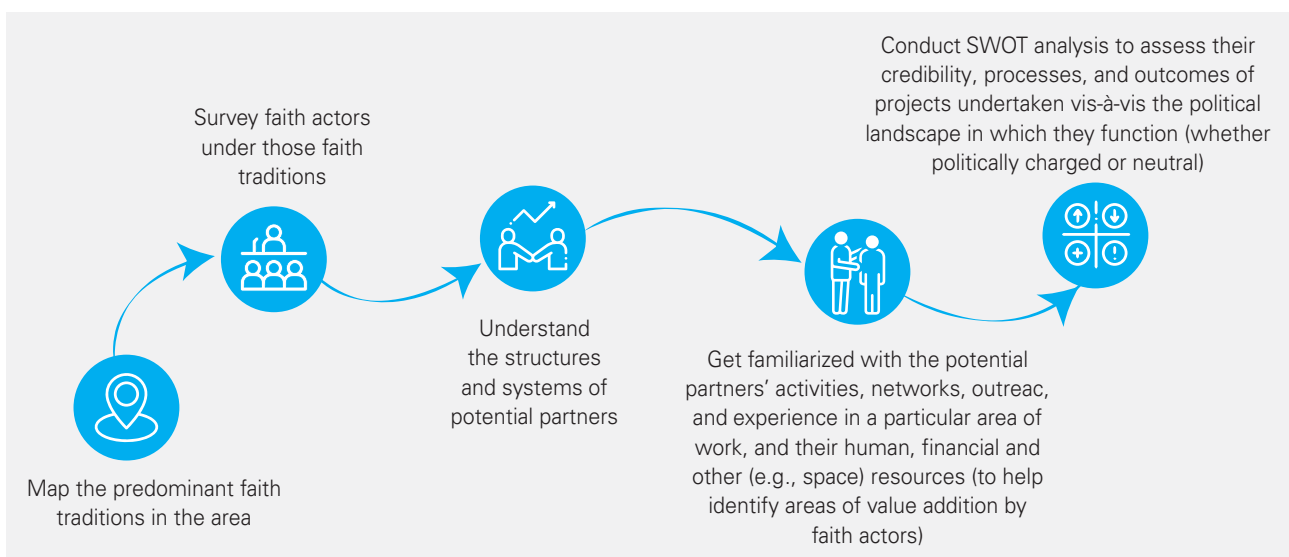 Map the predominant faith
traditions in the area
Survey faith actors
under those faith
traditions
Understand
the structures
and systems of
potential partners
Get familiarized with the potential
partners’ activities, networks, outreac,
and experience in a particular area of
work, and their human, financial and
other (e.g., space) resources (to help
identify areas of value addition by
faith actors)
Conduct SWOT analysis to assess their
credibility, processes, and outcomes of
projects undertaken vis-à-vis the political
landscape in which they function (whether
politically charged or neutral)